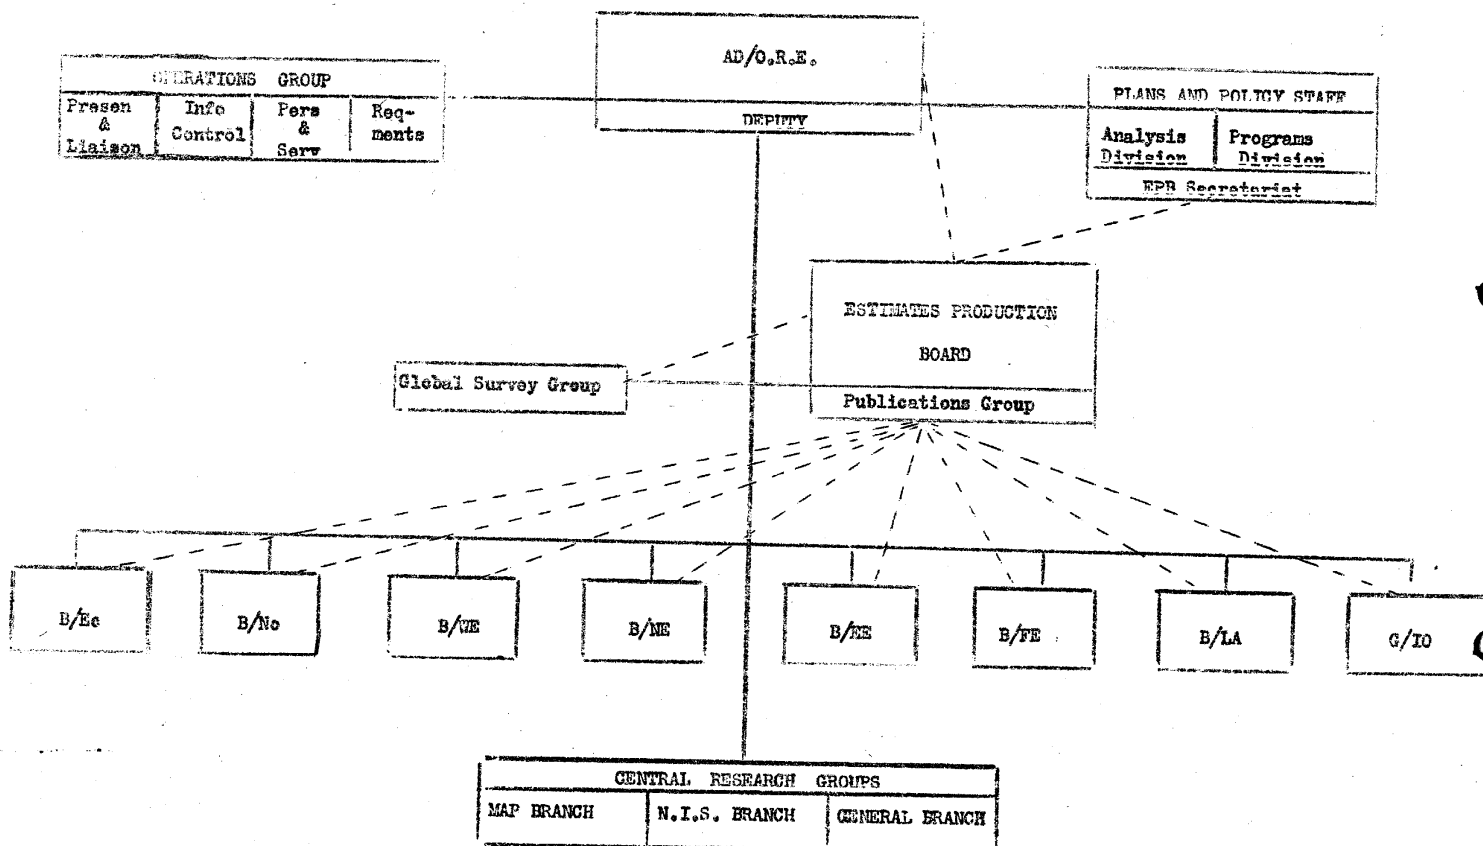 AD/O.R.E.
DEPUTY
OPERATIONS GROUP
Presen
&
Liaison
Info
Control
Pers
&
Serv
Req-
ments
PLANS AND POLICY STAFF
Analysis
Division
Programs
Division
EPB Secretariat
ESTIMATES PRODUCTION
BOARD
Publications Group
Global Survey Group
B/Ec
B/No
B/WE
B/NE
B/EE
B/FE
B/LA
G/IO
CENTRAL RESEARCH GROUPS
MAP BRANCH
N.I.S. BRANCH
GENERAL BRANCH